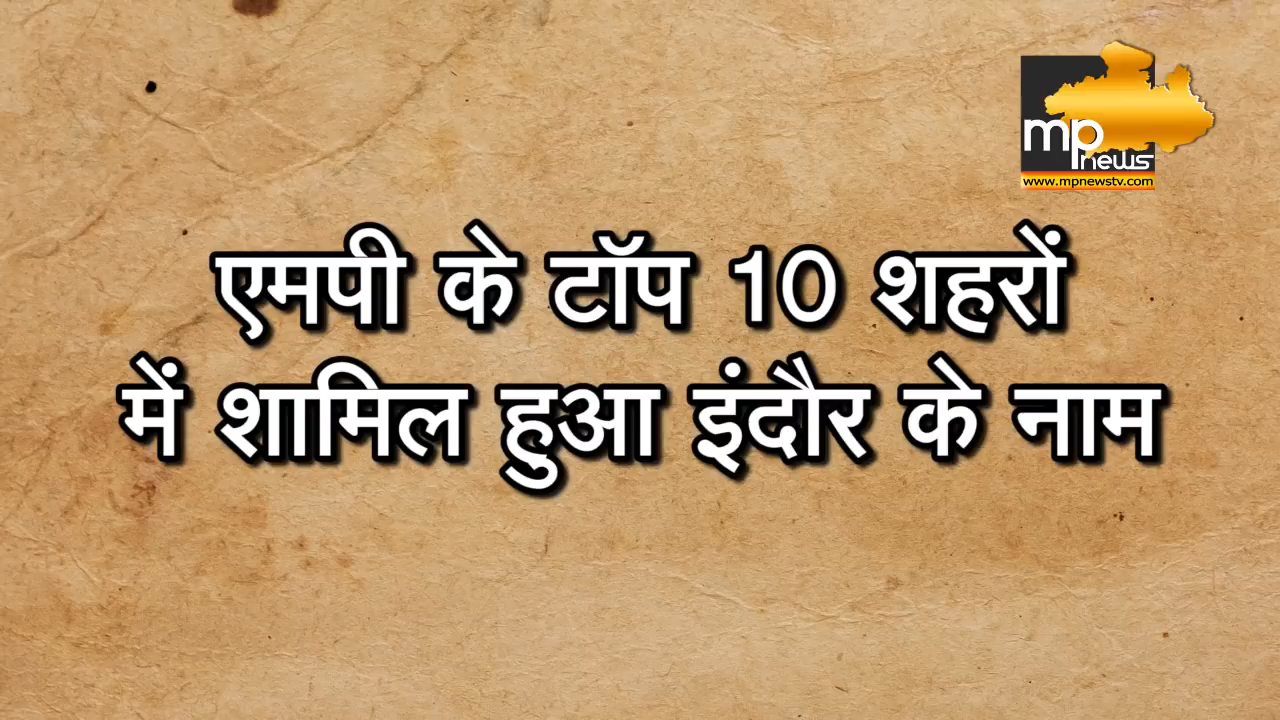 mp news
www.mpnewstv.com
एमपी के टॉप 10 शहरों
में शामिल हुआ इंदौर के नाम